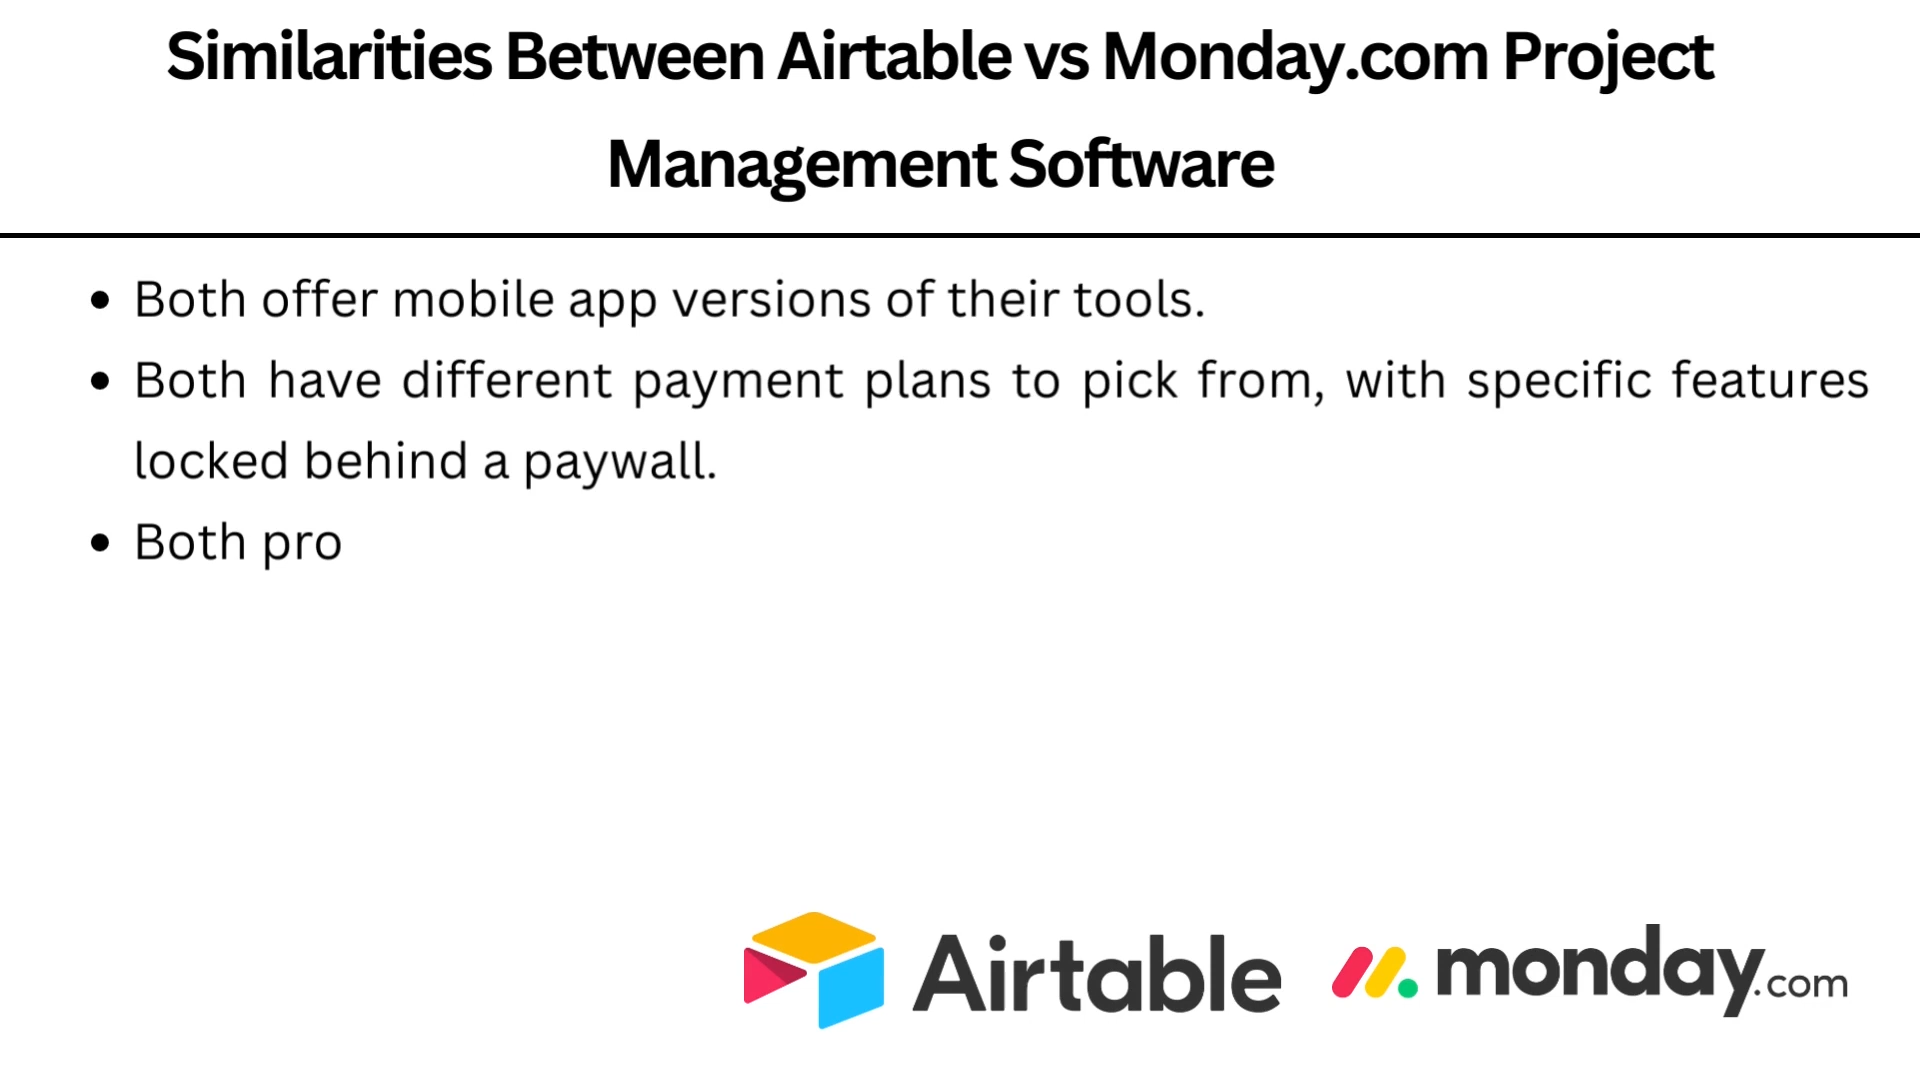 Similarities Between Airtable vs Monday.com Project
Management Software
• Both offer mobile app versions of their tools.
• Both have different payment plans to pick from, with specific features
locked behind a paywall.
• Both pro
Airtable
monday.com